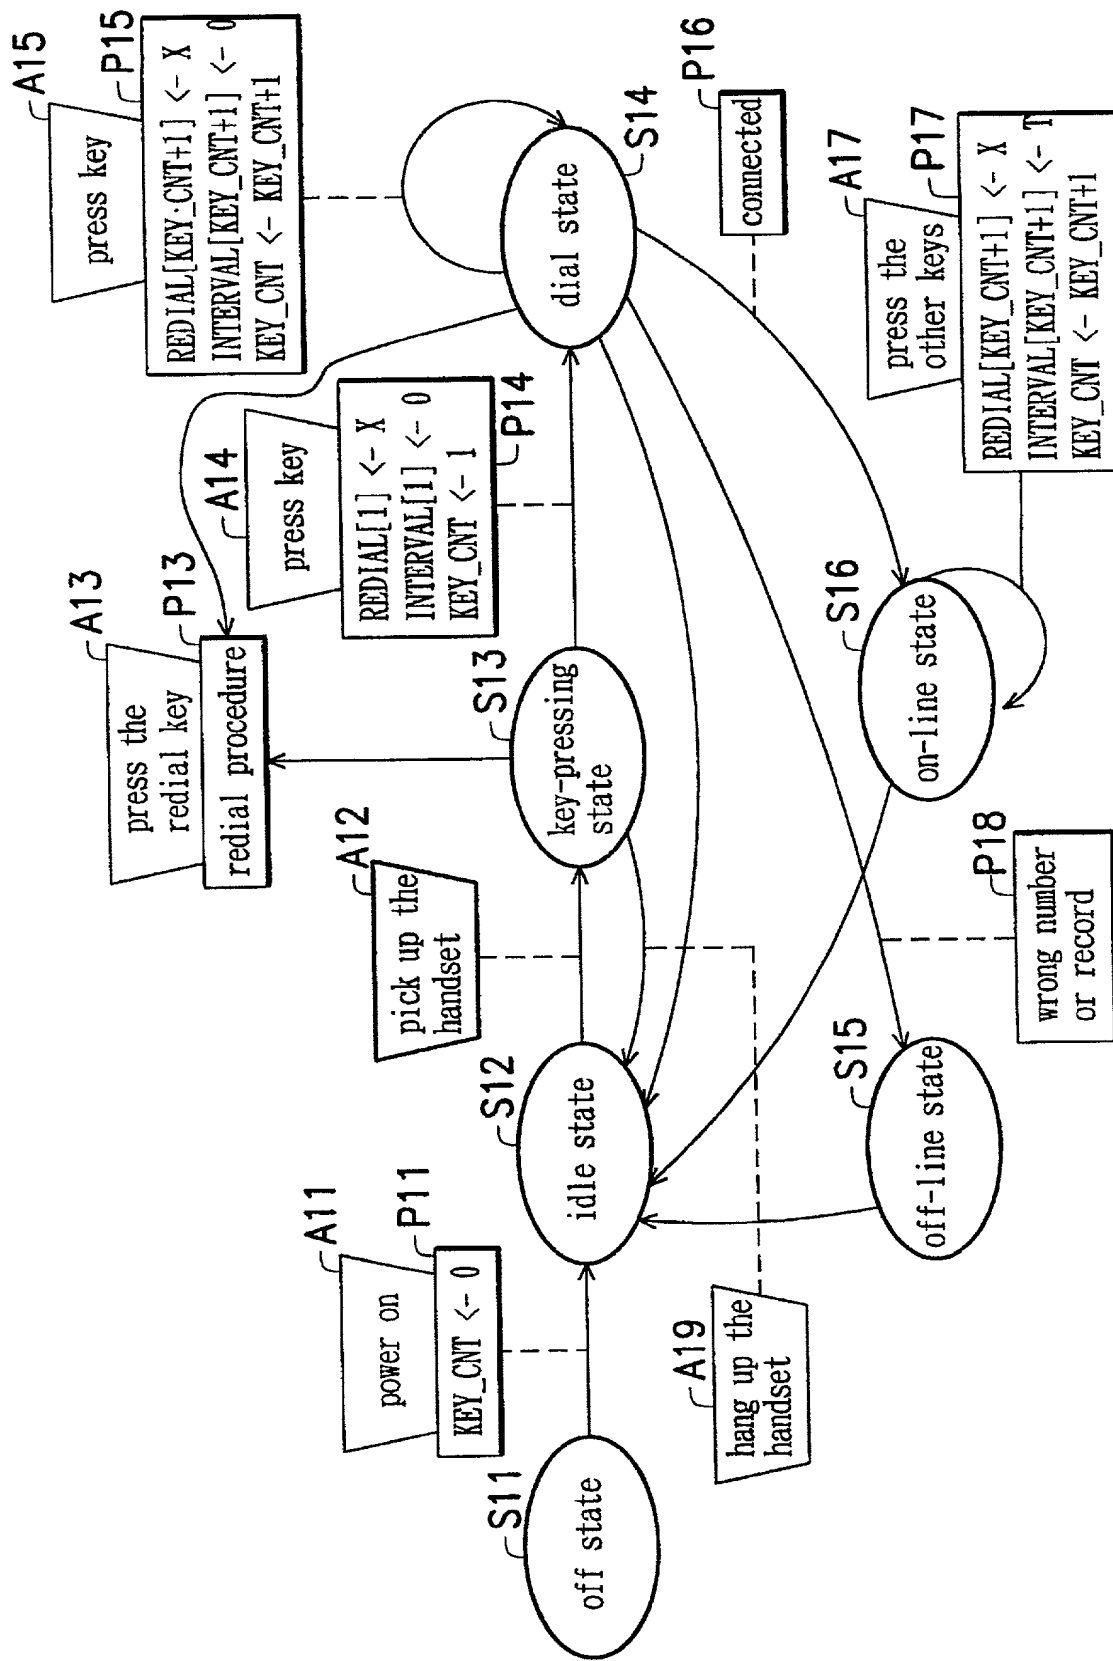 A11
power on
P11
KEY_CNT <- 0
S11
off state
S12
idle state
A12
pick up the
handset
A13
press the
redial key
P13
redial procedure
S13
key-pressing
state
A14
press key
REDIAL[1] <- X
INTERVAL[1] <- 0
KEY_CNT <- 1
P14
A15
press key
P15
REDIAL[KEY·CNT+1] <- X
INTERVAL[KEY_CNT+1] <- 0
KEY_CNT <- KEY_CNT+1
dial state
S14
P16
connected
A19
hang up the
handset
S15
off-line state
P18
wrong number
or record
S16
on-line state
A17
press the
other keys
P17
REDIAL[KEY_CNT+1] <- X
INTERVAL[KEY_CNT+1] <- T
KEY_CNT <- KEY_CNT+1